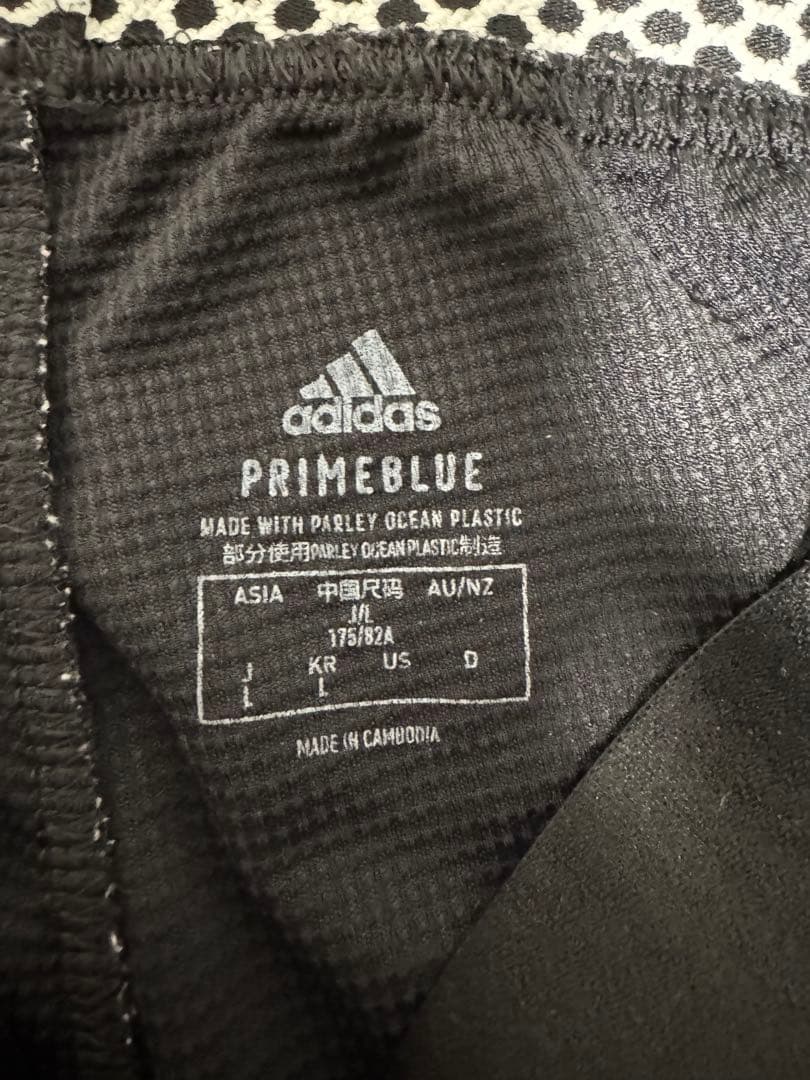 adidas
PRIMEBLUE
MADE WITH PARLEY OCEAN PLASTIC
部分使用PARLEY OCEAN PLASTIC制造
ASIA 中国尺码 AU/NZ
J/L
175/82A
J KR US D
L L
MADE IN CAMBODIA